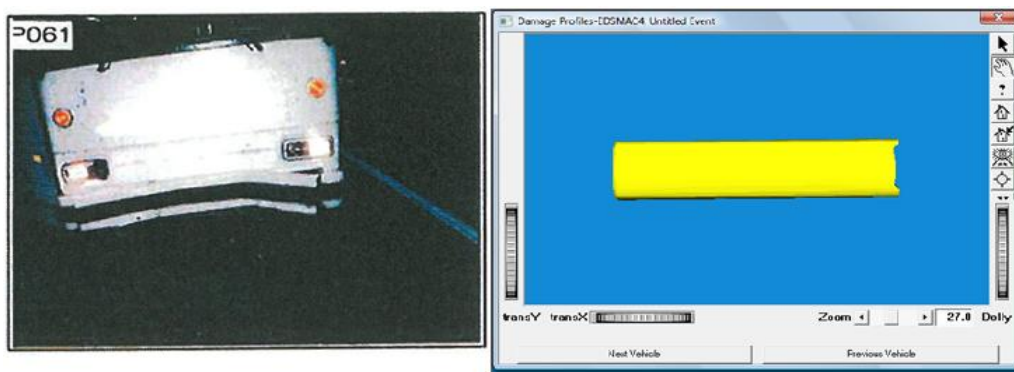 P061
Damage Profiles-EDSMAC4, Untitled Event
?
transY transX Zoom 27.0 Dolly
Next Vehicle Previous Vehicle